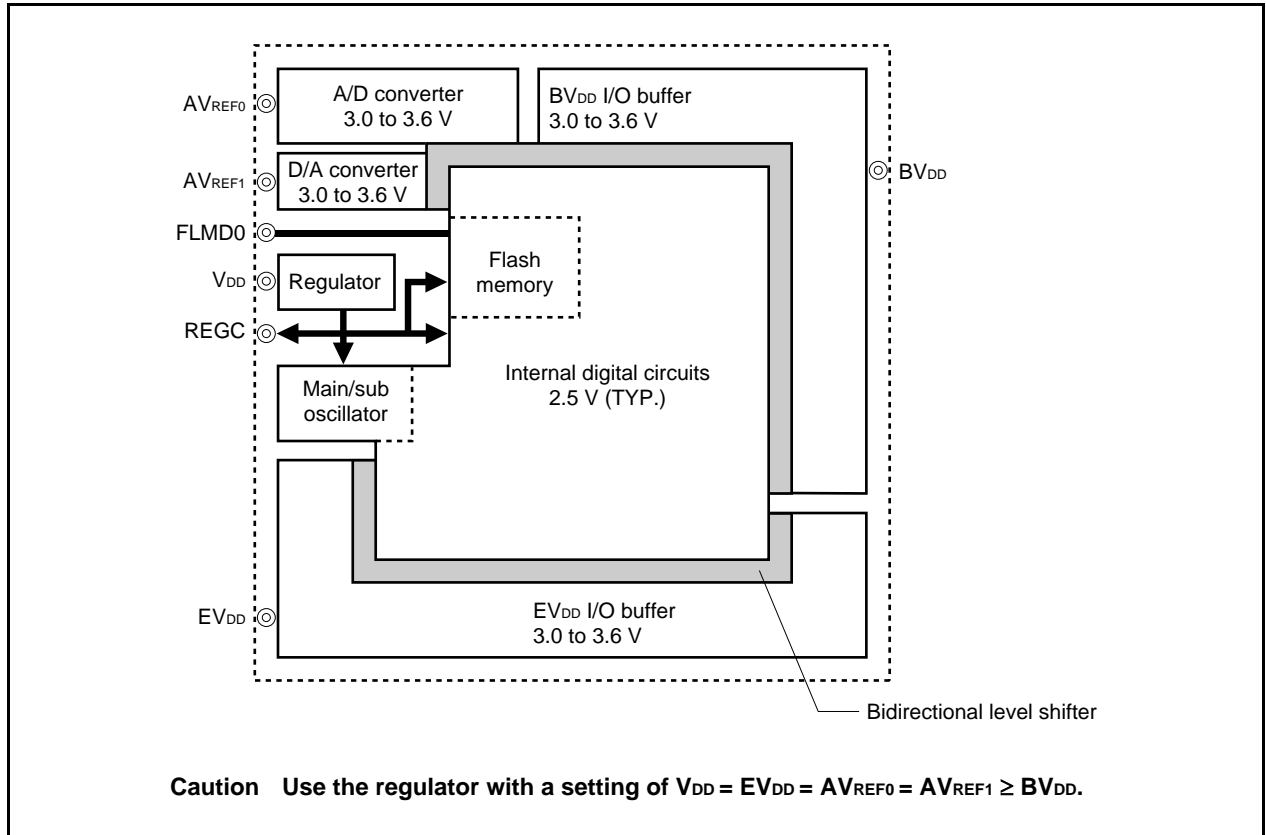 AVREF0
A/D converter
3.0 to 3.6 V
BVDD I/O buffer
3.0 to 3.6 V
AVREF1
D/A converter
3.0 to 3.6 V
BVDD
FLMD0
Flash
memory
VDD
Regulator
REGC
Internal digital circuits
2.5 V (TYP.)
Main/sub
oscillator
EVDD
EVDD I/O buffer
3.0 to 3.6 V
Bidirectional level shifter
Caution Use the regulator with a setting of VDD = EVDD = AVREF0 = AVREF1 ≥ BVDD.